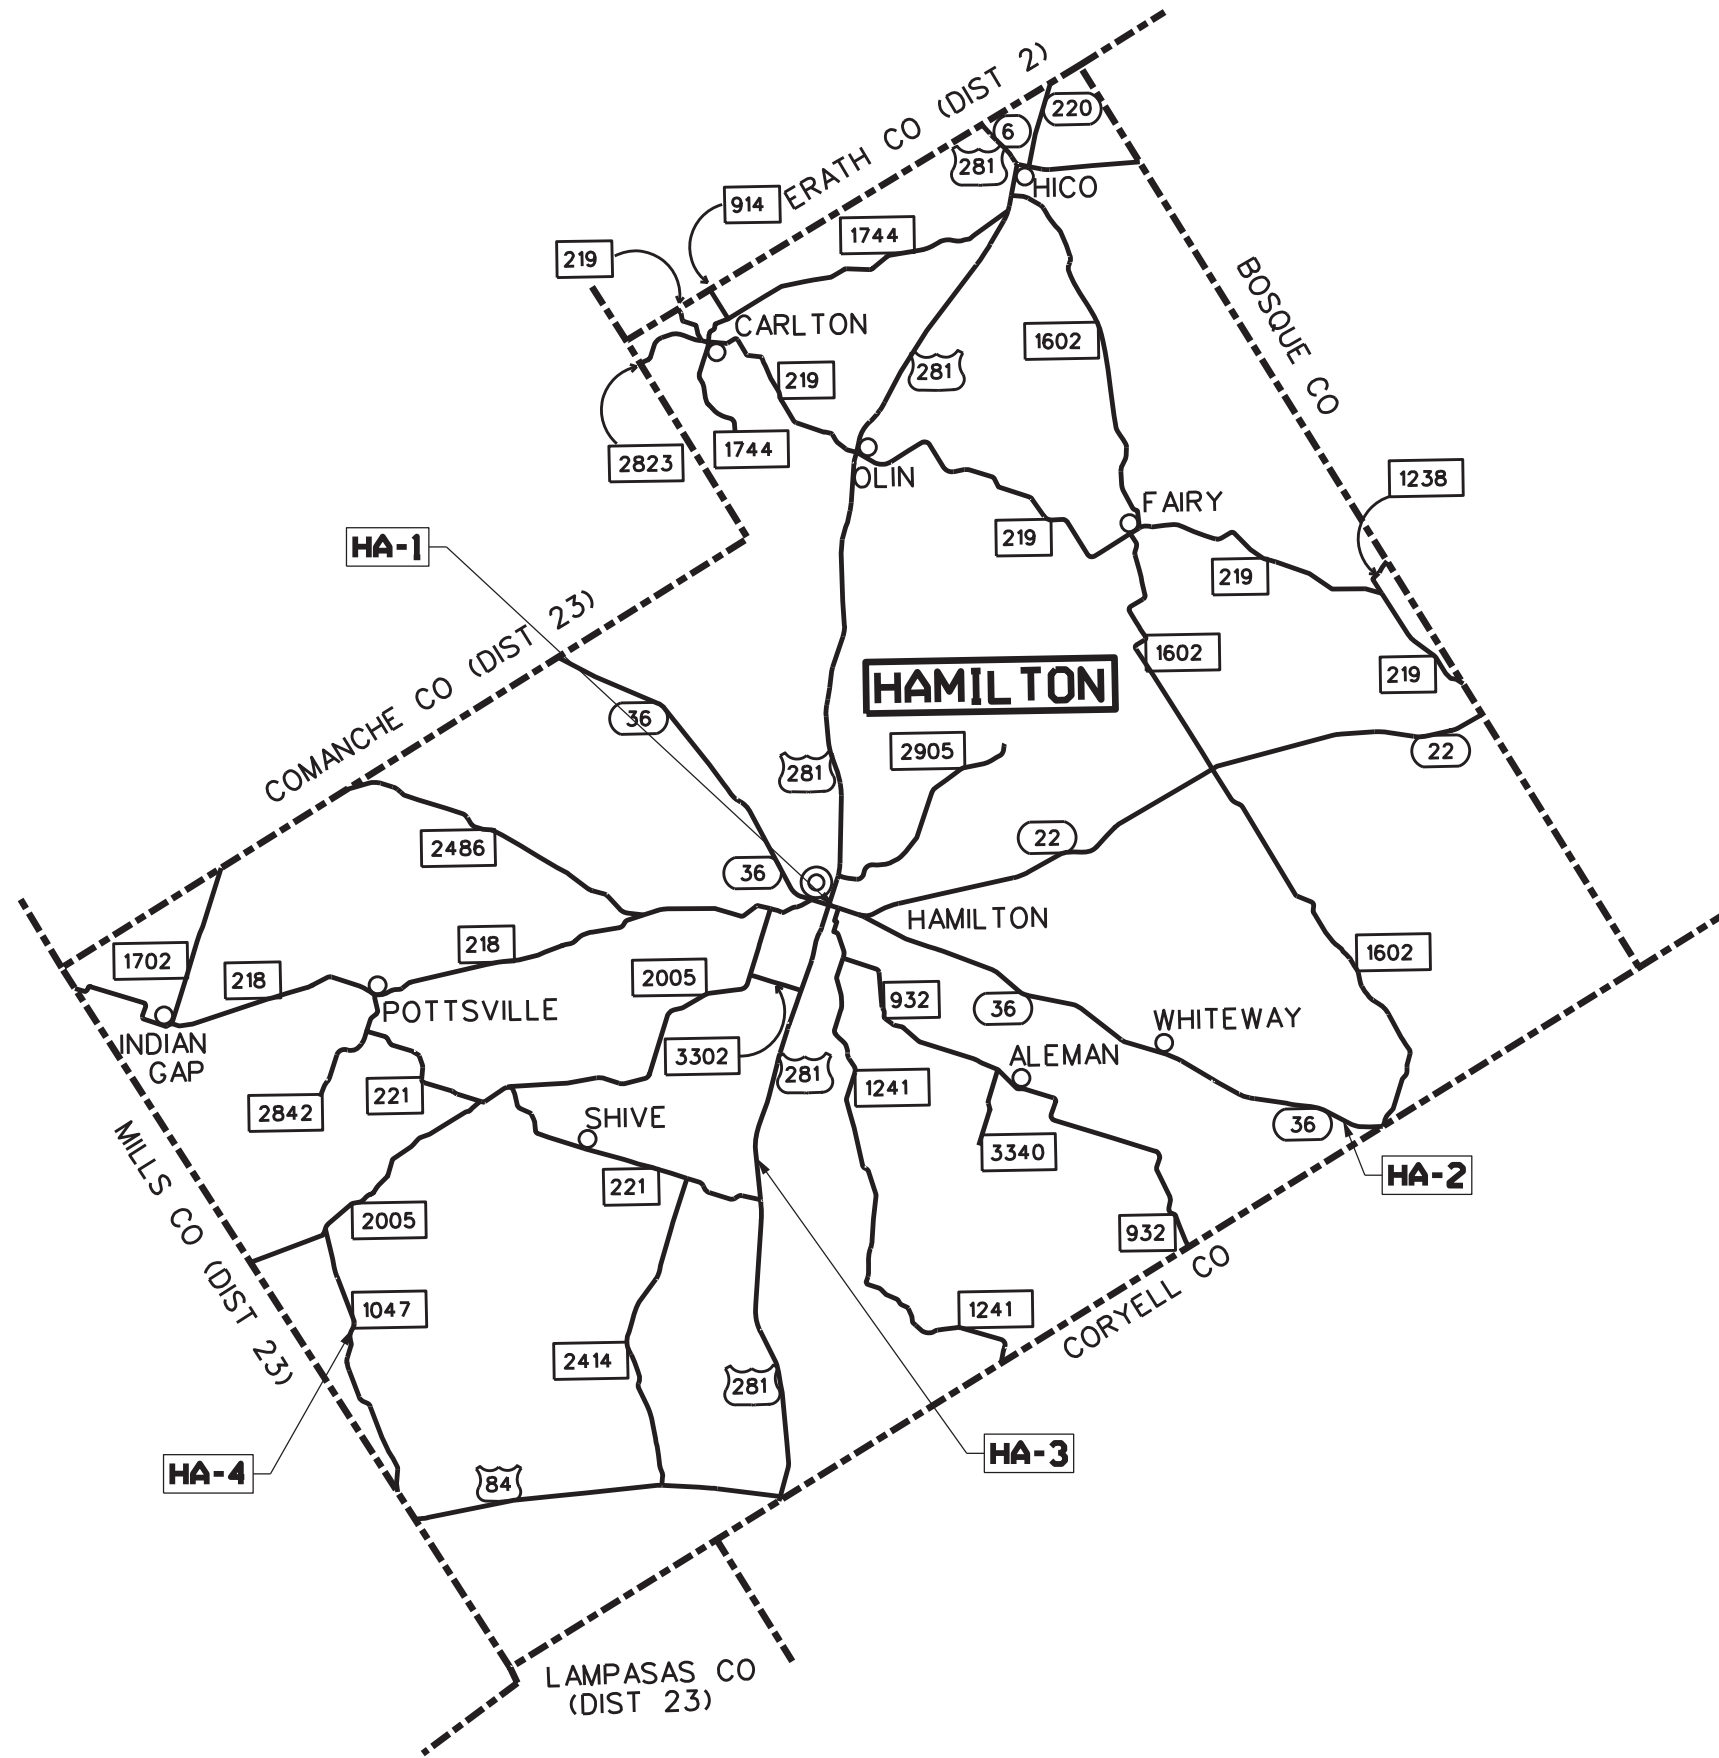 ERATH CO (DIST 2)
220
6
281
HICO
914
1744
219
BOSQUE CO
CARLTON
1602
281
219
1744
2823
OLIN
1238
FAIRY
219
HA-1
219
COMANCHE CO (DIST 23)
1602
219
HAMILTON
36
2905
22
281
22
2486
36
HAMILTON
218
1602
1702
218
2005
932
36
POTTSVILLE
WHITEWAY
INDIAN
GAP
3302
ALEMAN
281
1241
221
2842
SHIVE
36
3340
MILLS CO (DIST 23)
HA-2
221
2005
932
1047
1241
CORYELL CO
2414
281
HA-3
HA-4
84
LAMPASAS CO
(DIST 23)